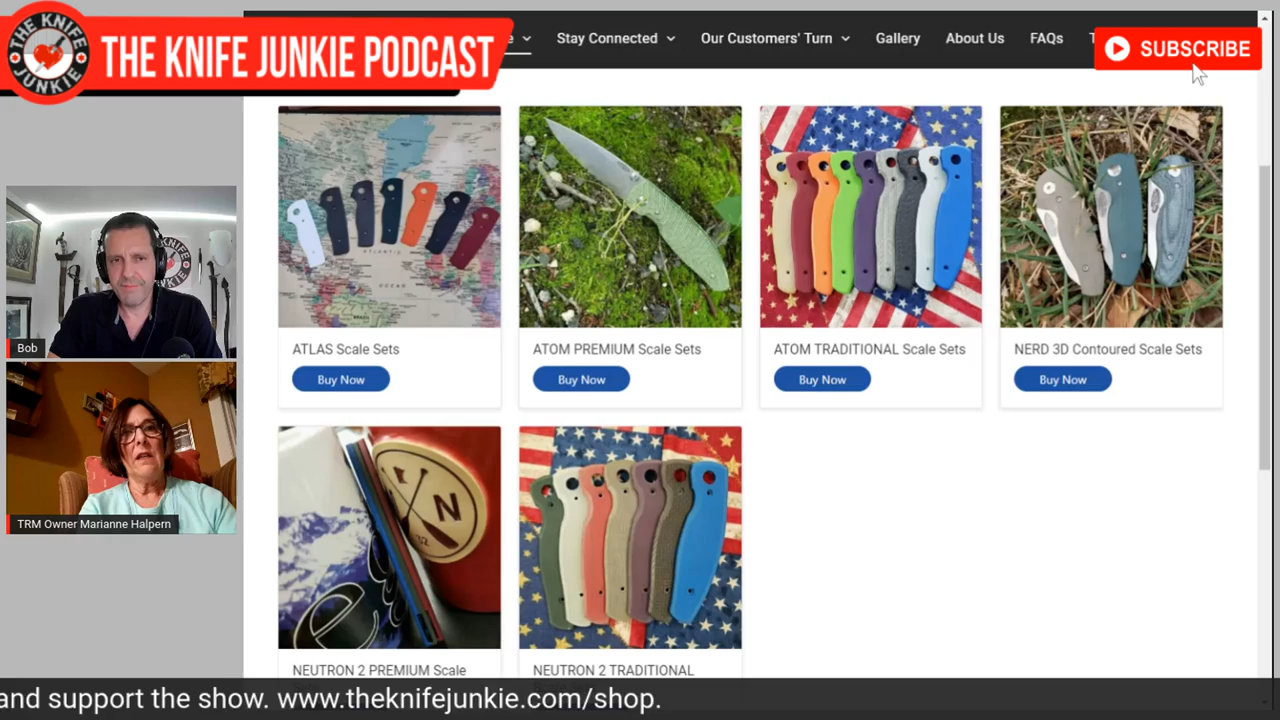 THE KNIFE JUNKIE
THE KNIFE JUNKIE PODCAST
e
Stay Connected
Our Customers' Turn
Gallery
About Us
FAQs
T
SUBSCRIBE
ATLAS Scale Sets
Buy Now
ATOM PREMIUM Scale Sets
Buy Now
ATOM TRADITIONAL Scale Sets
Buy Now
NERD 3D Contoured Scale Sets
Buy Now
Bob
TRM Owner Marianne Halpern
N
NEUTRON 2 PREMIUM Scale
NEUTRON 2 TRADITIONAL
and support the show. www.theknifejunkie.com/shop.